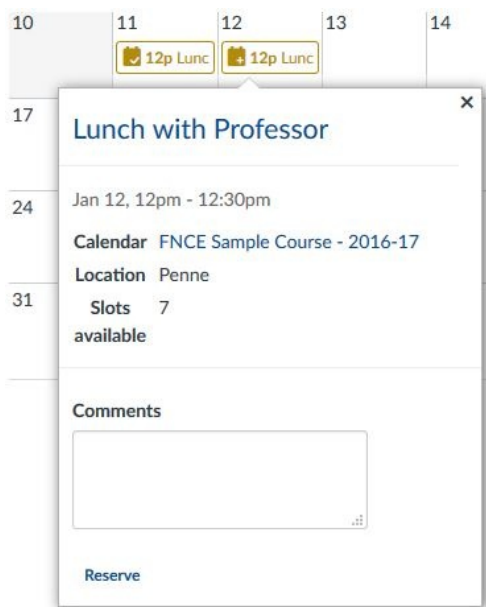 10 11 12 13 14
12p Lunc 12p Lunc
17
×
Lunch with Professor
24
Jan 12, 12pm - 12:30pm
Calendar FNCE Sample Course - 2016-17
Location Penne
31
Slots 7
available
Comments
Reserve